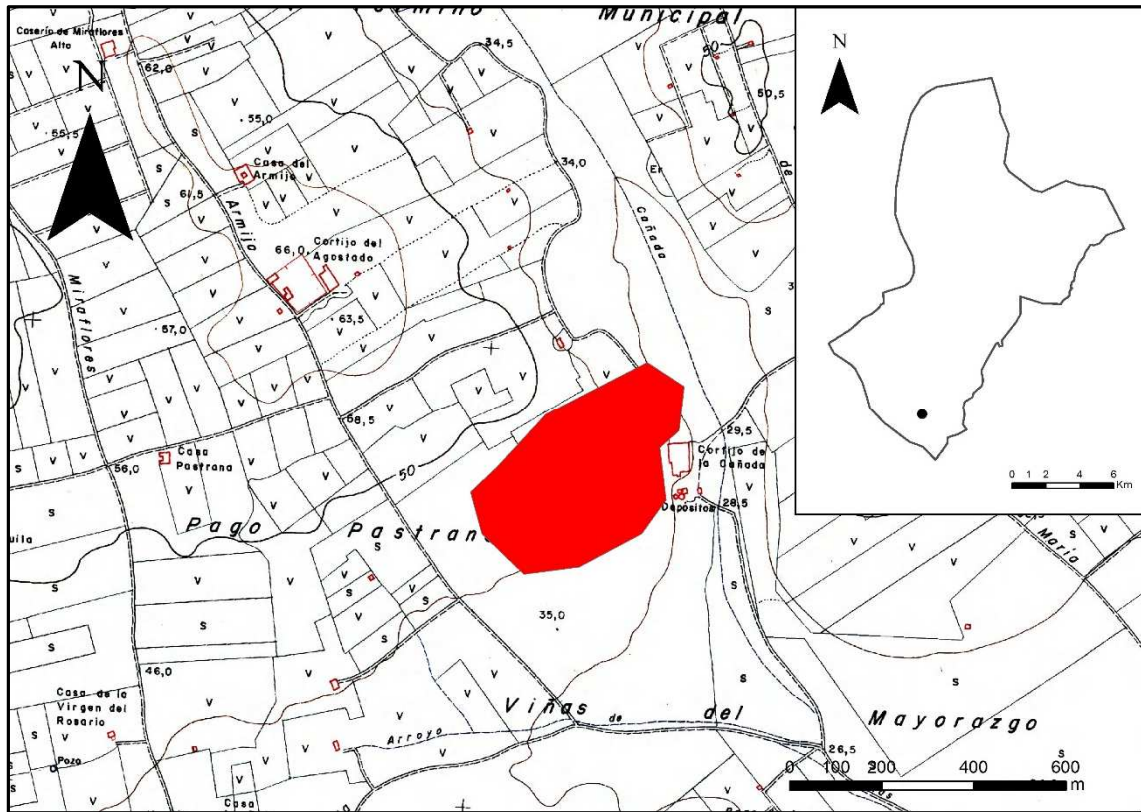 Municipal
Caserío de Miraflores
Alto
34,5
50
N
N
62,0
50,5
55,5
55,0
34,0
de
Er
Casa del
Armijo
61,5
Cañada
Armijo
66,0
Cortijo del
Agostado
Miraflores
63,5
57,0
58,5
29,5
Casa
Pastrana
Cortijo de
la Cañada
56,0
50
28,5
Depósitos
0 1 2 4 6
Km
Pago Pastrana
María
35,0
46,0
Casa de la
Virgen del
Rosario
Viñas del Mayorazgo
de
Arroyo
Pozo
26,5
0 100 200 400 600
m
Casa